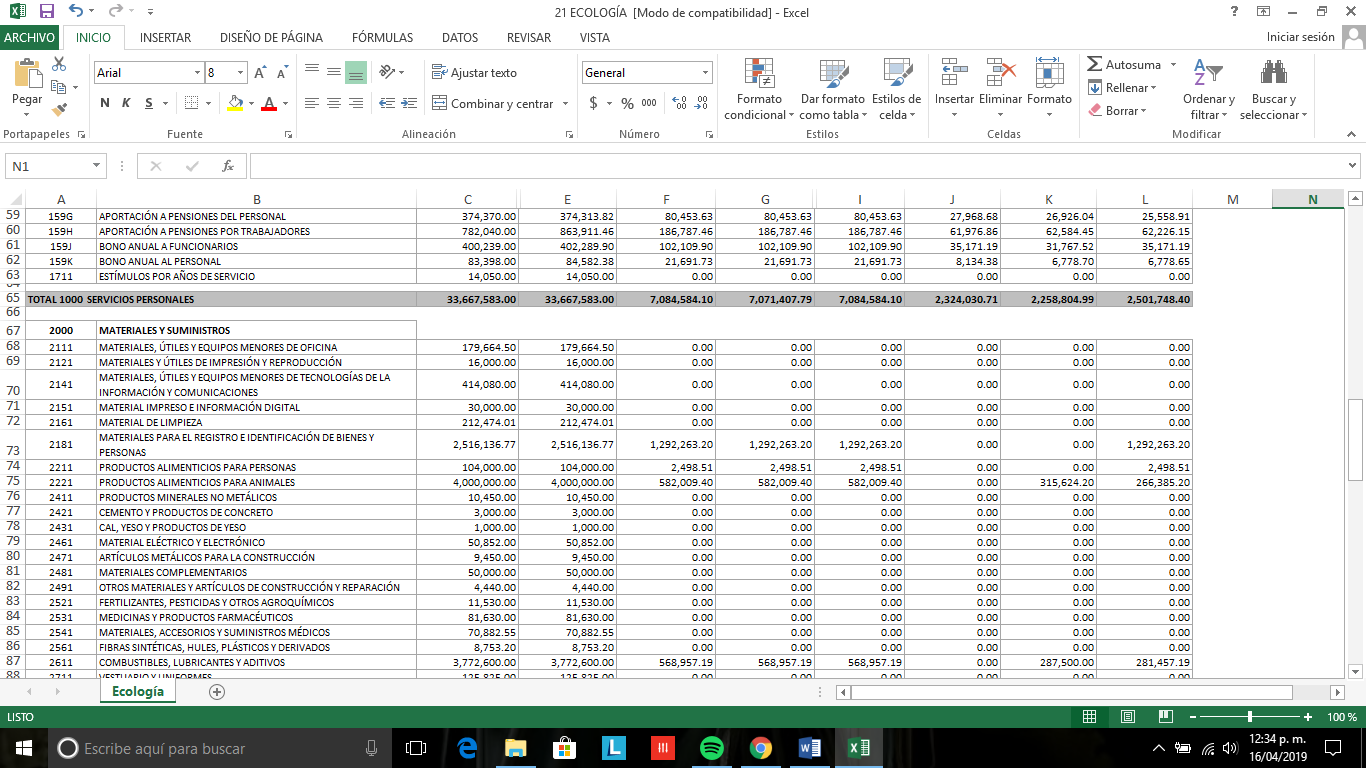 21 ECOLOGÍA [Modo de compatibilidad] - Excel
ARCHIVO INICIO INSERTAR DISEÑO DE PÁGINA FÓRMULAS DATOS REVISAR VISTA Iniciar sesión
Pegar Arial 8 Ajustar texto General Formato condicional Dar formato como tabla Estilos de celda Insertar Eliminar Formato Autosuma Rellenar Borrar Ordenar y filtrar Buscar y seleccionar
N K S Combinar y centrar $ % 000
Portapapeles Fuente Alineación Número Estilos Celdas Modificar
N1 fx
A B C E F G I J K L M N
59 159G APORTACIÓN A PENSIONES DEL PERSONAL 374,370.00 374,313.82 80,453.63 80,453.63 80,453.63 27,968.68 26,926.04 25,558.91
60 159H APORTACIÓN A PENSIONES POR TRABAJADORES 782,040.00 863,911.46 186,787.46 186,787.46 186,787.46 61,976.86 62,584.45 62,226.15
61 159J BONO ANUAL A FUNCIONARIOS 400,239.00 402,289.90 102,109.90 102,109.90 102,109.90 35,171.19 31,767.52 35,171.19
62 159K BONO ANUAL AL PERSONAL 83,398.00 84,582.38 21,691.73 21,691.73 21,691.73 8,134.38 6,778.70 6,778.65
63 1711 ESTÍMULOS POR AÑOS DE SERVICIO 14,050.00 14,050.00 0.00 0.00 0.00 0.00 0.00 0.00
64
65 TOTAL 1000 SERVICIOS PERSONALES 33,667,583.00 33,667,583.00 7,084,584.10 7,071,407.79 7,084,584.10 2,324,030.71 2,258,804.99 2,501,748.40
66
67 2000 MATERIALES Y SUMINISTROS
68 2111 MATERIALES, ÚTILES Y EQUIPOS MENORES DE OFICINA 179,664.50 179,664.50 0.00 0.00 0.00 0.00 0.00 0.00
69 2121 MATERIALES Y ÚTILES DE IMPRESIÓN Y REPRODUCCIÓN 16,000.00 16,000.00 0.00 0.00 0.00 0.00 0.00 0.00
70 2141 MATERIALES, ÚTILES Y EQUIPOS MENORES DE TECNOLOGÍAS DE LA INFORMACIÓN Y COMUNICACIONES 414,080.00 414,080.00 0.00 0.00 0.00 0.00 0.00 0.00
71 2151 MATERIAL IMPRESO E INFORMACIÓN DIGITAL 30,000.00 30,000.00 0.00 0.00 0.00 0.00 0.00 0.00
72 2161 MATERIAL DE LIMPIEZA 212,474.01 212,474.01 0.00 0.00 0.00 0.00 0.00 0.00
73 2181 MATERIALES PARA EL REGISTRO E IDENTIFICACIÓN DE BIENES Y PERSONAS 2,516,136.77 2,516,136.77 1,292,263.20 1,292,263.20 1,292,263.20 0.00 0.00 1,292,263.20
74 2211 PRODUCTOS ALIMENTICIOS PARA PERSONAS 104,000.00 104,000.00 2,498.51 2,498.51 2,498.51 0.00 0.00 2,498.51
75 2221 PRODUCTOS ALIMENTICIOS PARA ANIMALES 4,000,000.00 4,000,000.00 582,009.40 582,009.40 582,009.40 0.00 315,624.20 266,385.20
76 2411 PRODUCTOS MINERALES NO METÁLICOS 10,450.00 10,450.00 0.00 0.00 0.00 0.00 0.00 0.00
77 2421 CEMENTO Y PRODUCTOS DE CONCRETO 3,000.00 3,000.00 0.00 0.00 0.00 0.00 0.00 0.00
78 2431 CAL, YESO Y PRODUCTOS DE YESO 1,000.00 1,000.00 0.00 0.00 0.00 0.00 0.00 0.00
79 2461 MATERIAL ELÉCTRICO Y ELECTRÓNICO 50,852.00 50,852.00 0.00 0.00 0.00 0.00 0.00 0.00
80 2471 ARTÍCULOS METÁLICOS PARA LA CONSTRUCCIÓN 9,450.00 9,450.00 0.00 0.00 0.00 0.00 0.00 0.00
81 2481 MATERIALES COMPLEMENTARIOS 50,000.00 50,000.00 0.00 0.00 0.00 0.00 0.00 0.00
82 2491 OTROS MATERIALES Y ARTÍCULOS DE CONSTRUCCIÓN Y REPARACIÓN 4,440.00 4,440.00 0.00 0.00 0.00 0.00 0.00 0.00
83 2521 FERTILIZANTES, PESTICIDAS Y OTROS AGROQUÍMICOS 11,530.00 11,530.00 0.00 0.00 0.00 0.00 0.00 0.00
84 2531 MEDICINAS Y PRODUCTOS FARMACÉUTICOS 81,630.00 81,630.00 0.00 0.00 0.00 0.00 0.00 0.00
85 2541 MATERIALES, ACCESORIOS Y SUMINISTROS MÉDICOS 70,882.55 70,882.55 0.00 0.00 0.00 0.00 0.00 0.00
86 2561 FIBRAS SINTÉTICAS, HULES, PLÁSTICOS Y DERIVADOS 8,753.20 8,753.20 0.00 0.00 0.00 0.00 0.00 0.00
87 2611 COMBUSTIBLES, LUBRICANTES Y ADITIVOS 3,772,600.00 3,772,600.00 568,957.19 568,957.19 568,957.19 0.00 287,500.00 281,457.19
88 2711 VESTUARIO Y UNIFORMES 125,825.00 125,825.00 0.00 0.00 0.00 0.00 0.00 0.00
Ecología
LISTO 100 %
Escribe aquí para buscar 12:34 p. m.
16/04/2019